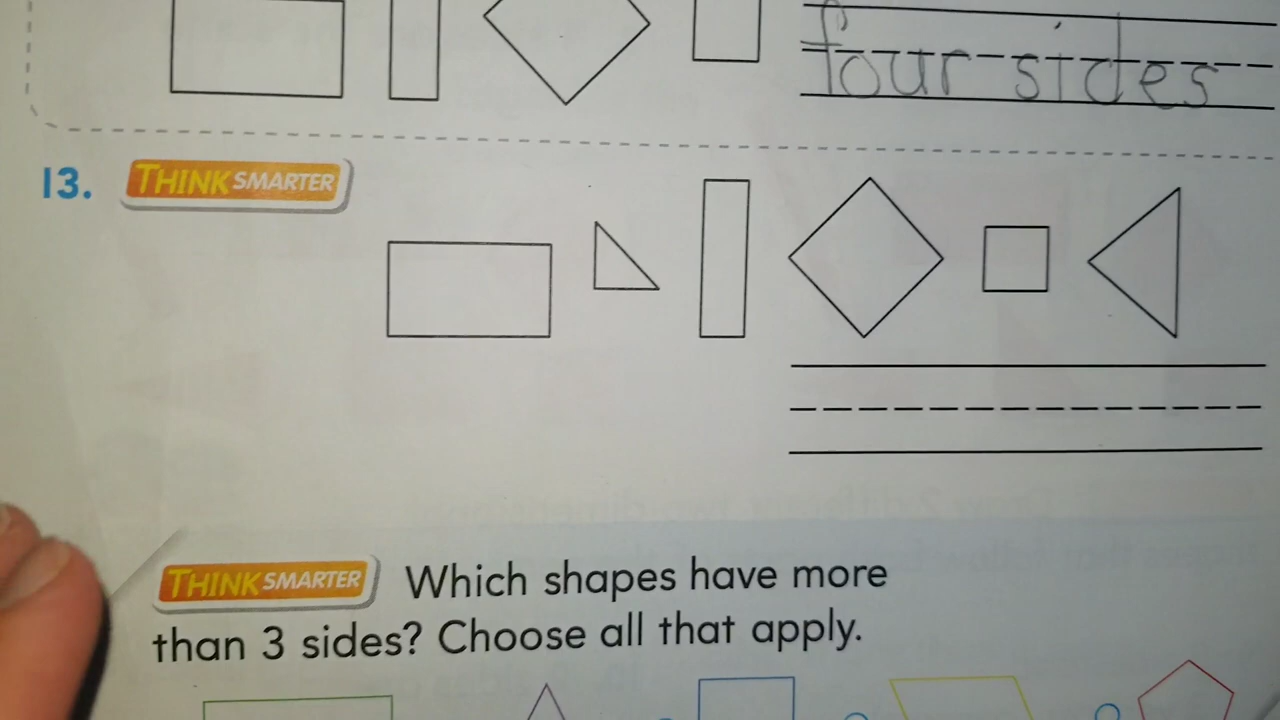 four sides
13. THINK SMARTER
THINK SMARTER Which shapes have more
than 3 sides? Choose all that apply.